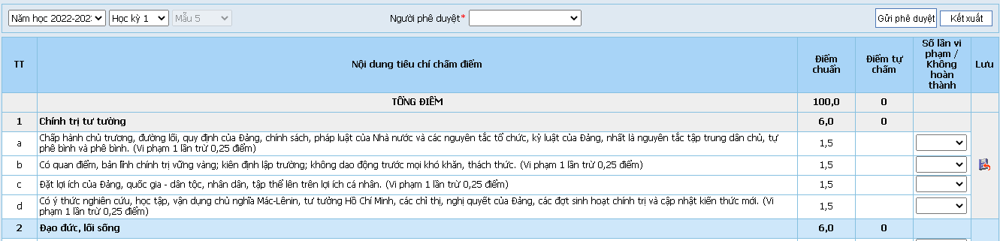 Năm học 2022-202 Học kỳ 1 Mẫu 5 Người phê duyệt* Gửi phê duyệt Kết xuất
TT Nội dung tiêu chí chấm điểm Điểm chuẩn Điểm tự chấm Số lần vi phạm / Không hoàn thành Lưu
TỔNG ĐIỂM 100,0 0
1 Chính trị tư tưởng 6,0 0
a Chấp hành chủ trương, đường lối, quy định của Đảng, chính sách, pháp luật của Nhà nước và các nguyên tắc tổ chức, kỷ luật của Đảng, nhất là nguyên tắc tập trung dân chủ, tự
phê bình và phê bình. (Vi phạm 1 lần trừ 0,25 điểm) 1,5
b Có quan điểm, bản lĩnh chính trị vững vàng; kiên định lập trường; không dao động trước mọi khó khăn, thách thức. (Vi phạm 1 lần trừ 0,25 điểm) 1,5
c Đặt lợi ích của Đảng, quốc gia - dân tộc, nhân dân, tập thể lên trên lợi ích cá nhân. (Vi phạm 1 lần trừ 0,25 điểm) 1,5
d Có ý thức nghiên cứu, học tập, vận dụng chủ nghĩa Mác-Lênin, tư tưởng Hồ Chí Minh, các chỉ thị, nghị quyết của Đảng, các đợt sinh hoạt chính trị và cập nhật kiến thức mới. (Vi
phạm 1 lần trừ 0,25 điểm) 1,5
2 Đạo đức, lối sống 6,0 0